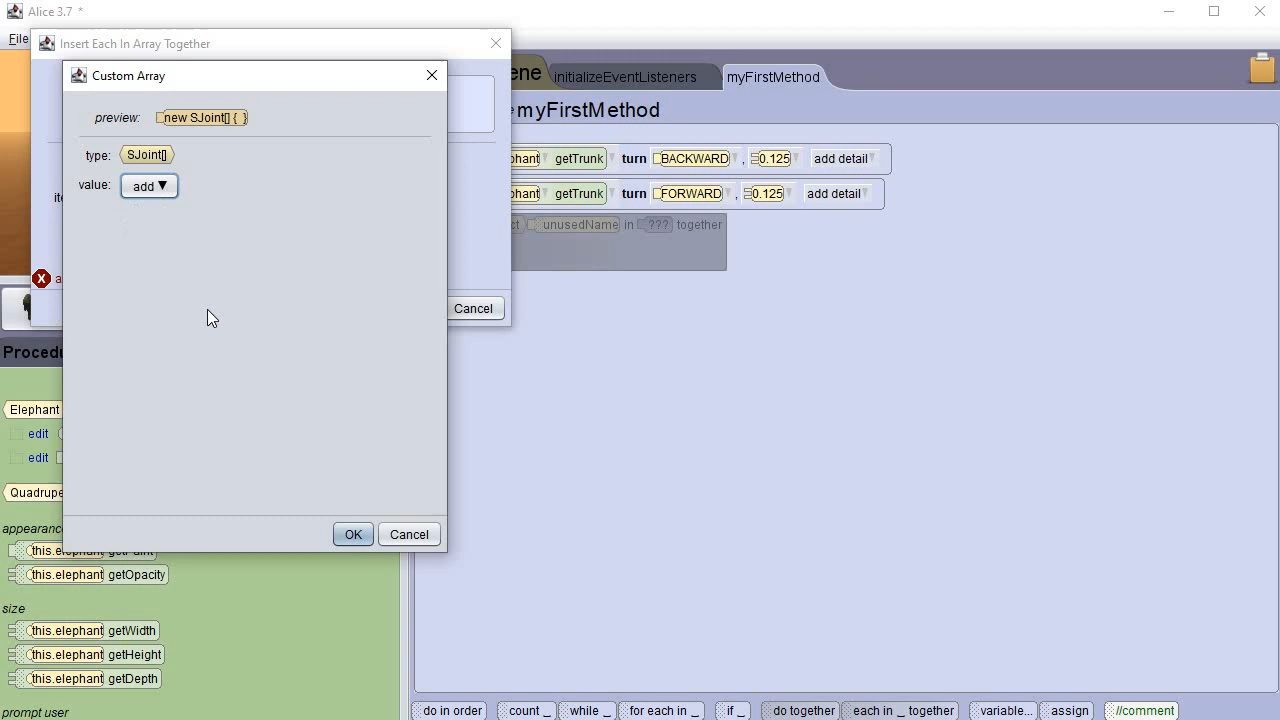 Alice 3.7 *
File
Insert Each In Array Together
Custom Array
preview: new SJoint[] { }
type: SJoint[]
value: add
OK Cancel
Cancel
initializeEventListeners myFirstMethod
myFirstMethod
getTrunk turn BACKWARD , 0.125 add detail
getTrunk turn FORWARD , 0.125 add detail
unusedName in ??? together
Elephant
edit
edit
this.elephant getOpacity
size
this.elephant getWidth
this.elephant getHeight
this.elephant getDepth
prompt user
do in order count _ while _ for each in _ if _ do together each in _ together variable... assign //comment